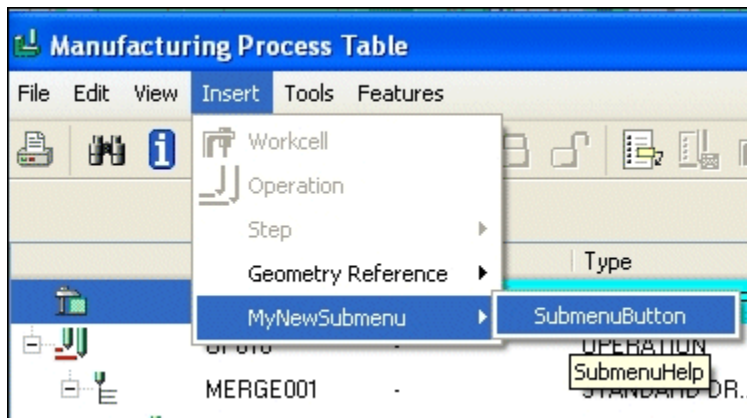 Manufacturing Process Table
File Edit View Insert Tools Features
Workcell
Operation
Step
Type
Geometry Reference
MyNewSubmenu
SubmenuButton
OPERATION
SubmenuHelp
MERGE001 -